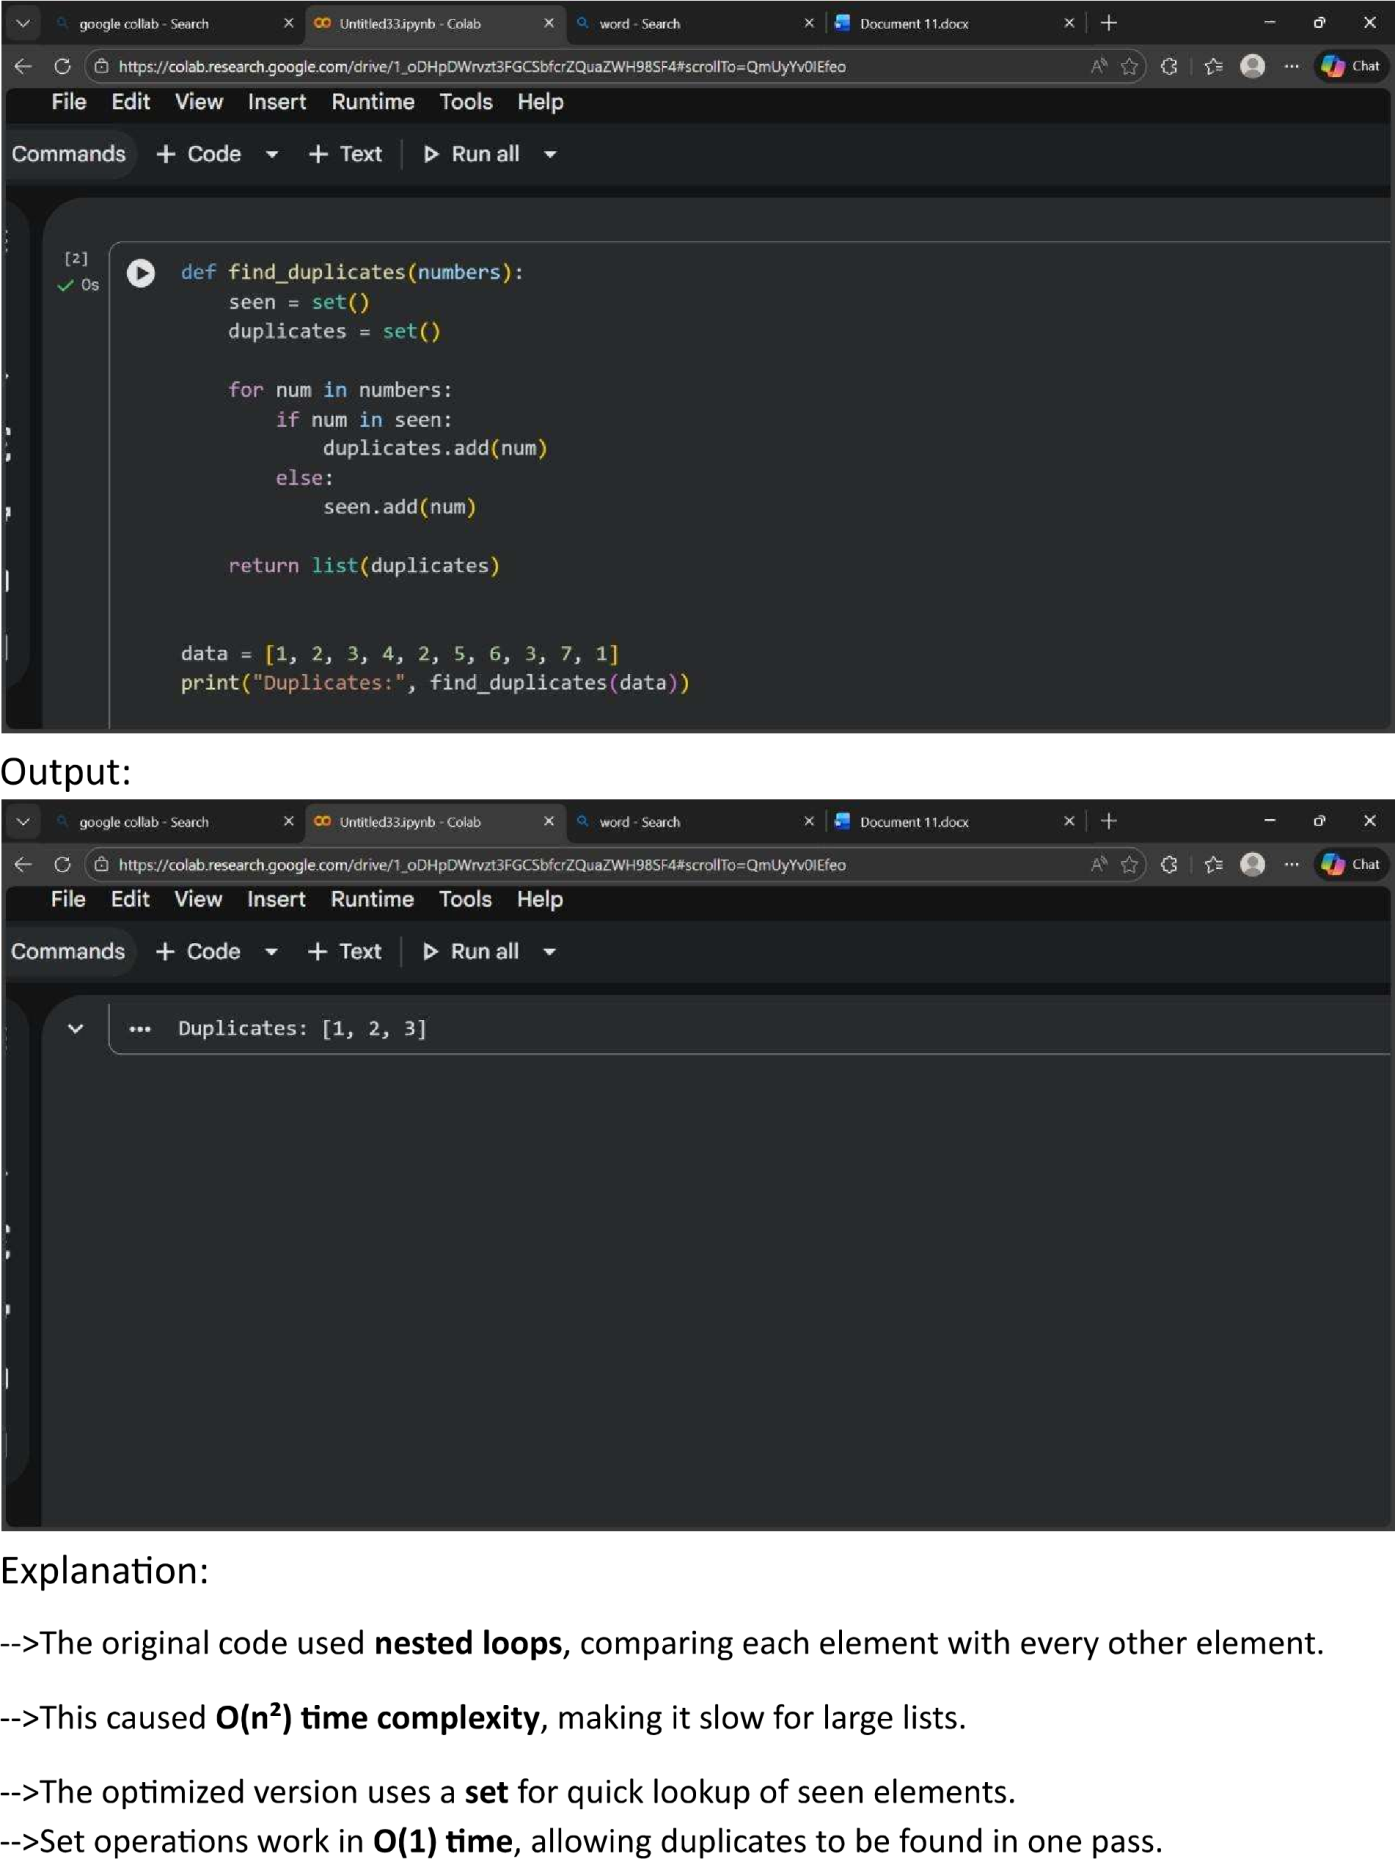 google collab - Search
Untitled33.ipynb - Colab
word - Search
Document 11.docx
https://colab.research.google.com/drive/1_oDHpDWrvzt3FGCSbfcrZQuaZWH98SF4#scrollTo=QmUyYv0IEfeo
Chat
File Edit View Insert Runtime Tools Help
Commands + Code + Text Run all
[2]
0s
def find_duplicates(numbers):
    seen = set()
    duplicates = set()
    for num in numbers:
        if num in seen:
            duplicates.add(num)
        else:
            seen.add(num)
    return list(duplicates)
data = [1, 2, 3, 4, 2, 5, 6, 3, 7, 1]
print("Duplicates:", find_duplicates(data))
Output:
google collab - Search
Untitled33.ipynb - Colab
word - Search
Document 11.docx
https://colab.research.google.com/drive/1_oDHpDWrvzt3FGCSbfcrZQuaZWH98SF4#scrollTo=QmUyYv0IEfeo
Chat
File Edit View Insert Runtime Tools Help
Commands + Code + Text Run all
Duplicates: [1, 2, 3]
Explanation:
-->The original code used nested loops, comparing each element with every other element.
-->This caused O(n²) time complexity, making it slow for large lists.
-->The optimized version uses a set for quick lookup of seen elements.
-->Set operations work in O(1) time, allowing duplicates to be found in one pass.